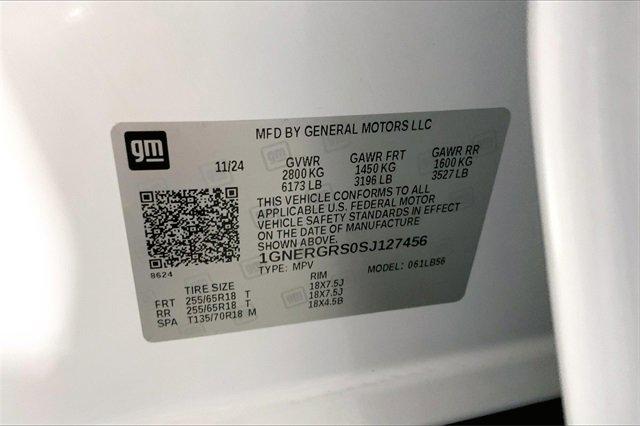 gm
MFD BY GENERAL MOTORS LLC
11/24 GVWR GAWR FRT GAWR RR
2800 KG 1450 KG 1600 KG
6173 LB 3196 LB 3527 LB
THIS VEHICLE CONFORMS TO ALL
APPLICABLE U.S. FEDERAL MOTOR
VEHICLE SAFETY STANDARDS IN EFFECT
ON THE DATE OF MANUFACTURE
SHOWN ABOVE.
1GNERGRS0SJ127456
8624
TYPE: MPV MODEL: 061LB56
TIRE SIZE RIM
FRT 255/65R18 T 18X7.5J
RR 255/65R18 T 18X7.5J
SPA T135/70R18 M 18X4.5B